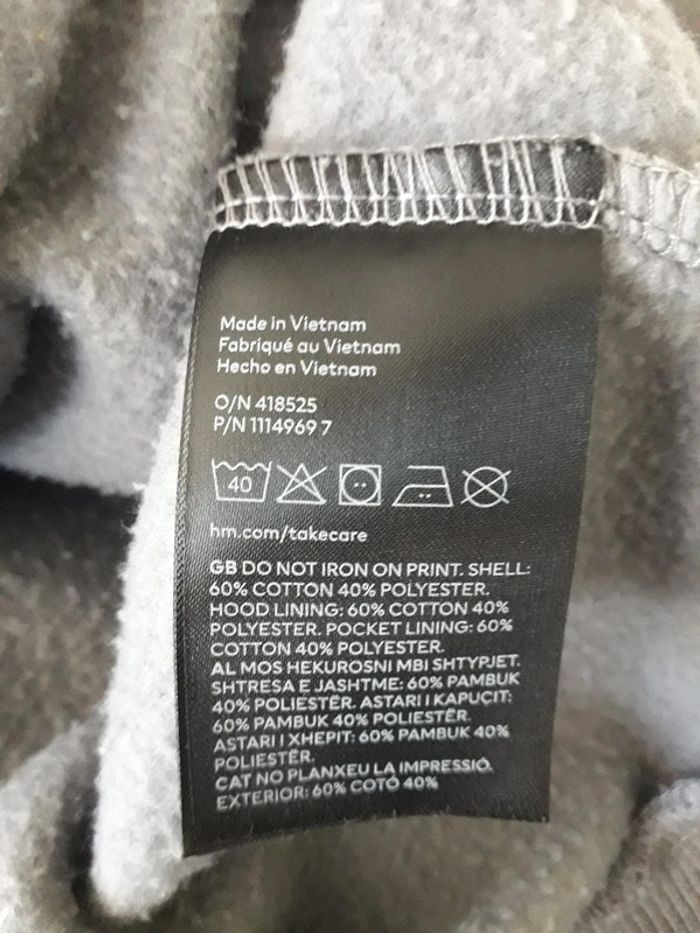 Made in Vietnam
Fabriqué au Vietnam
Hecho en Vietnam
O/N 418525
P/N 1114969 7
40
hm.com/takecare
GB DO NOT IRON ON PRINT. SHELL:
60% COTTON 40% POLYESTER.
HOOD LINING: 60% COTTON 40%
POLYESTER. POCKET LINING: 60%
COTTON 40% POLYESTER.
AL MOS HEKUROSNI MBI SHTYPJET.
SHTRESA E JASHTME: 60% PAMBUK
40% POLIESTËR. ASTARI I KAPUÇIT:
60% PAMBUK 40% POLIESTËR.
ASTARI I XHEPIT: 60% PAMBUK 40%
POLIESTËR.
CAT NO PLANXEU LA IMPRESSIÓ.
EXTERIOR: 60% COTÓ 40%